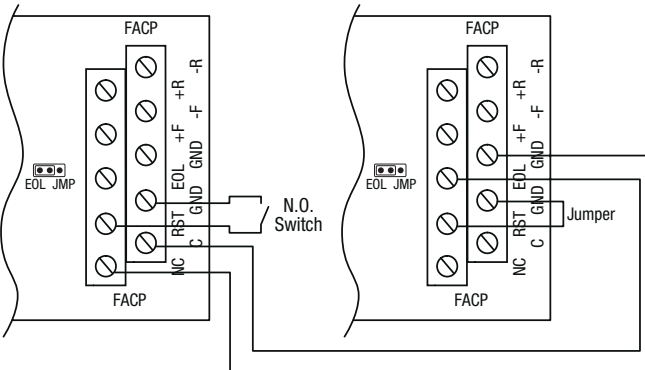 FACP
-R
+R
-F
+F
GND
EOL
GND
RST
C
NC
EOL JMP
N.O.
Switch
FACP
FACP
-R
+R
-F
+F
GND
EOL
GND
RST
C
NC
EOL JMP
Jumper
FACP